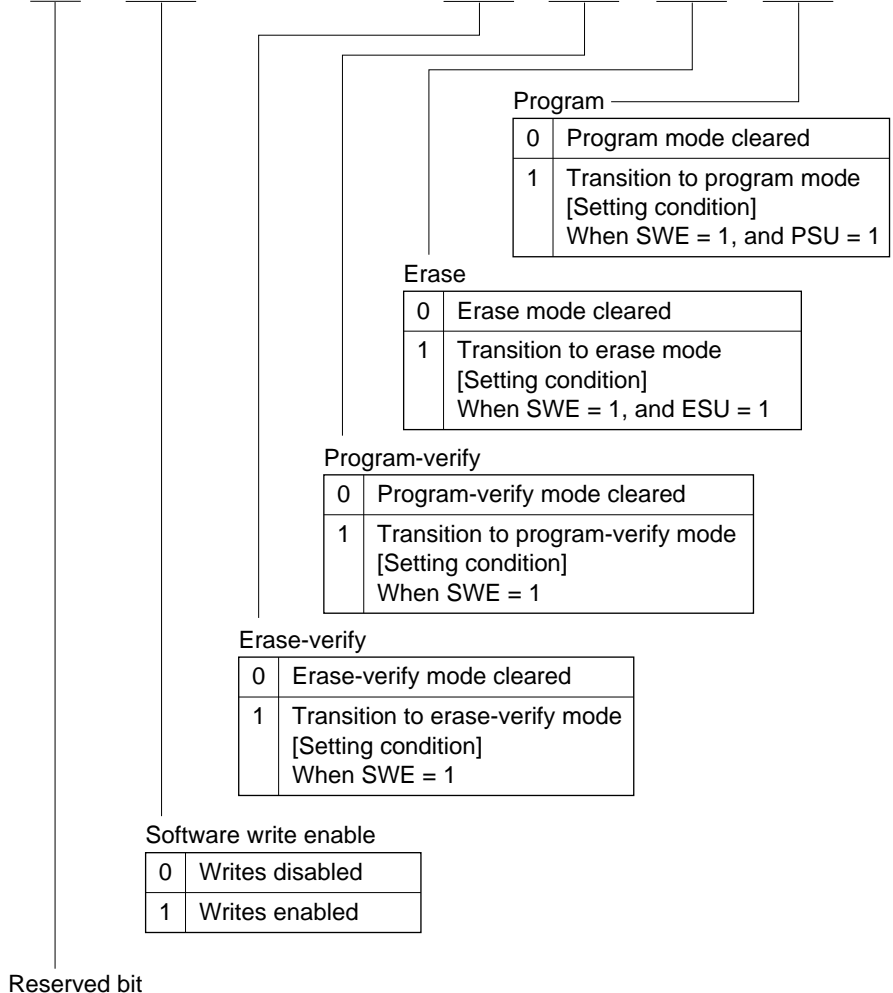 Program
0 Program mode cleared
1 Transition to program mode
[Setting condition]
When SWE = 1, and PSU = 1
Erase
0 Erase mode cleared
1 Transition to erase mode
[Setting condition]
When SWE = 1, and ESU = 1
Program-verify
0 Program-verify mode cleared
1 Transition to program-verify mode
[Setting condition]
When SWE = 1
Erase-verify
0 Erase-verify mode cleared
1 Transition to erase-verify mode
[Setting condition]
When SWE = 1
Software write enable
0 Writes disabled
1 Writes enabled
Reserved bit